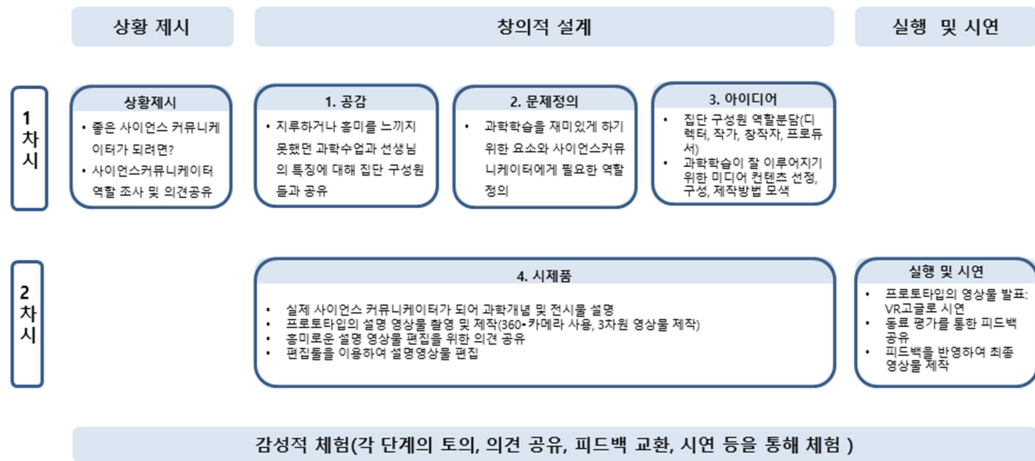 상황 제시
창의적 설계
실행 및 시연
1
차
시
상황제시
• 좋은 사이언스 커뮤니케
이터가 되려면?
• 사이언스커뮤니케이터
역할 조사 및 의견공유
1. 공감
• 지루하거나 흥미를 느끼지
못했던 과학수업과 선생님
의 특징에 대해 집단 구성원
들과 공유
2. 문제정의
• 과학학습을 재미있게 하기
위한 요소와 사이언스커뮤
니케이터에게 필요한 역할
정의
3. 아이디어
• 집단 구성원 역할분담(디
렉터, 작가, 창작자, 프로듀
서)
• 과학학습이 잘 이루어지기
위한 미디어 컨텐츠 선정,
구성, 제작방법 모색
2
차
시
4. 시제품
• 실제 사이언스 커뮤니케이터가 되어 과학개념 및 전시물 설명
• 프로토타입의 설명 영상물 촬영 및 제작(360° 카메라 사용, 3차원 영상물 제작)
• 흥미로운 설명 영상물 편집을 위한 의견 공유
• 편집툴을 이용하여 설명영상물 편집
실행 및 시연
• 프로토타입의 영상물 발표:
VR고글로 시연
• 동료 평가를 통한 피드백
공유
• 피드백을 반영하여 최종
영상물 제작
감성적 체험(각 단계의 토의, 의견 공유, 피드백 교환, 시연 등을 통해 체험 )